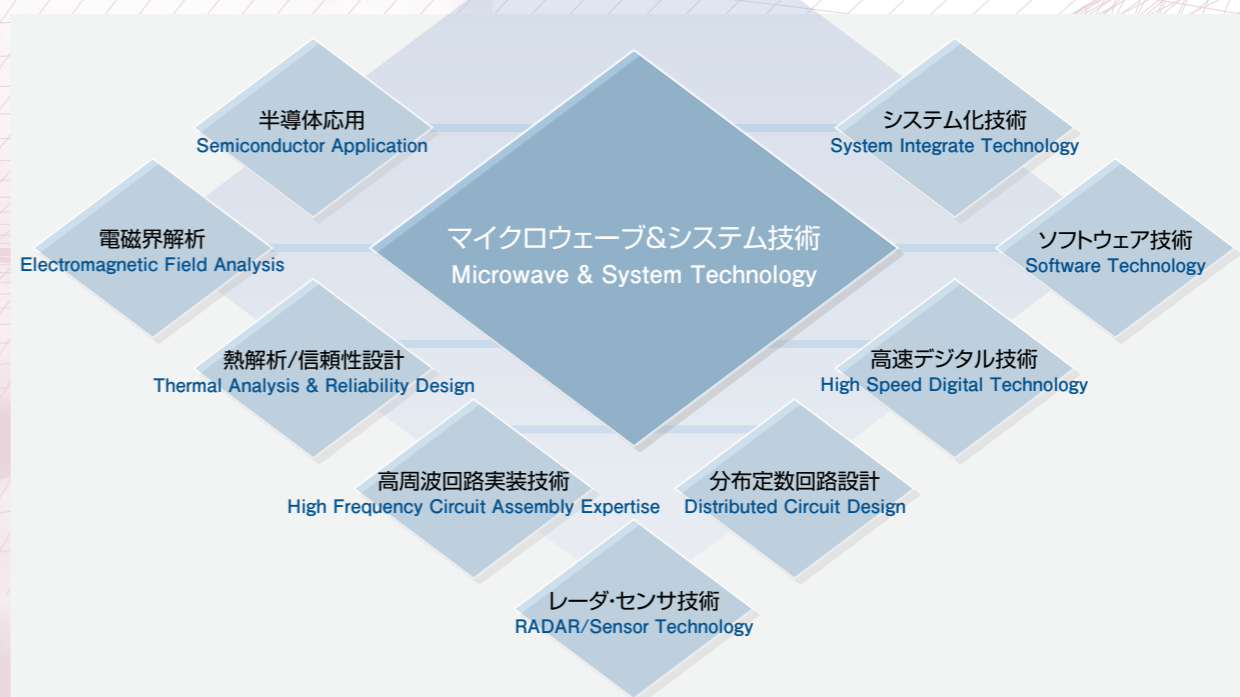 半導体応用
Semiconductor Application
システム化技術
System Integrate Technology
電磁界解析
Electromagnetic Field Analysis
マイクロウェーブ&システム技術
Microwave & System Technology
ソフトウェア技術
Software Technology
熱解析/信頼性設計
Thermal Analysis & Reliability Design
高速デジタル技術
High Speed Digital Technology
高周波回路実装技術
High Frequency Circuit Assembly Expertise
分布定数回路設計
Distributed Circuit Design
レーダ・センサ技術
RADAR/Sensor Technology